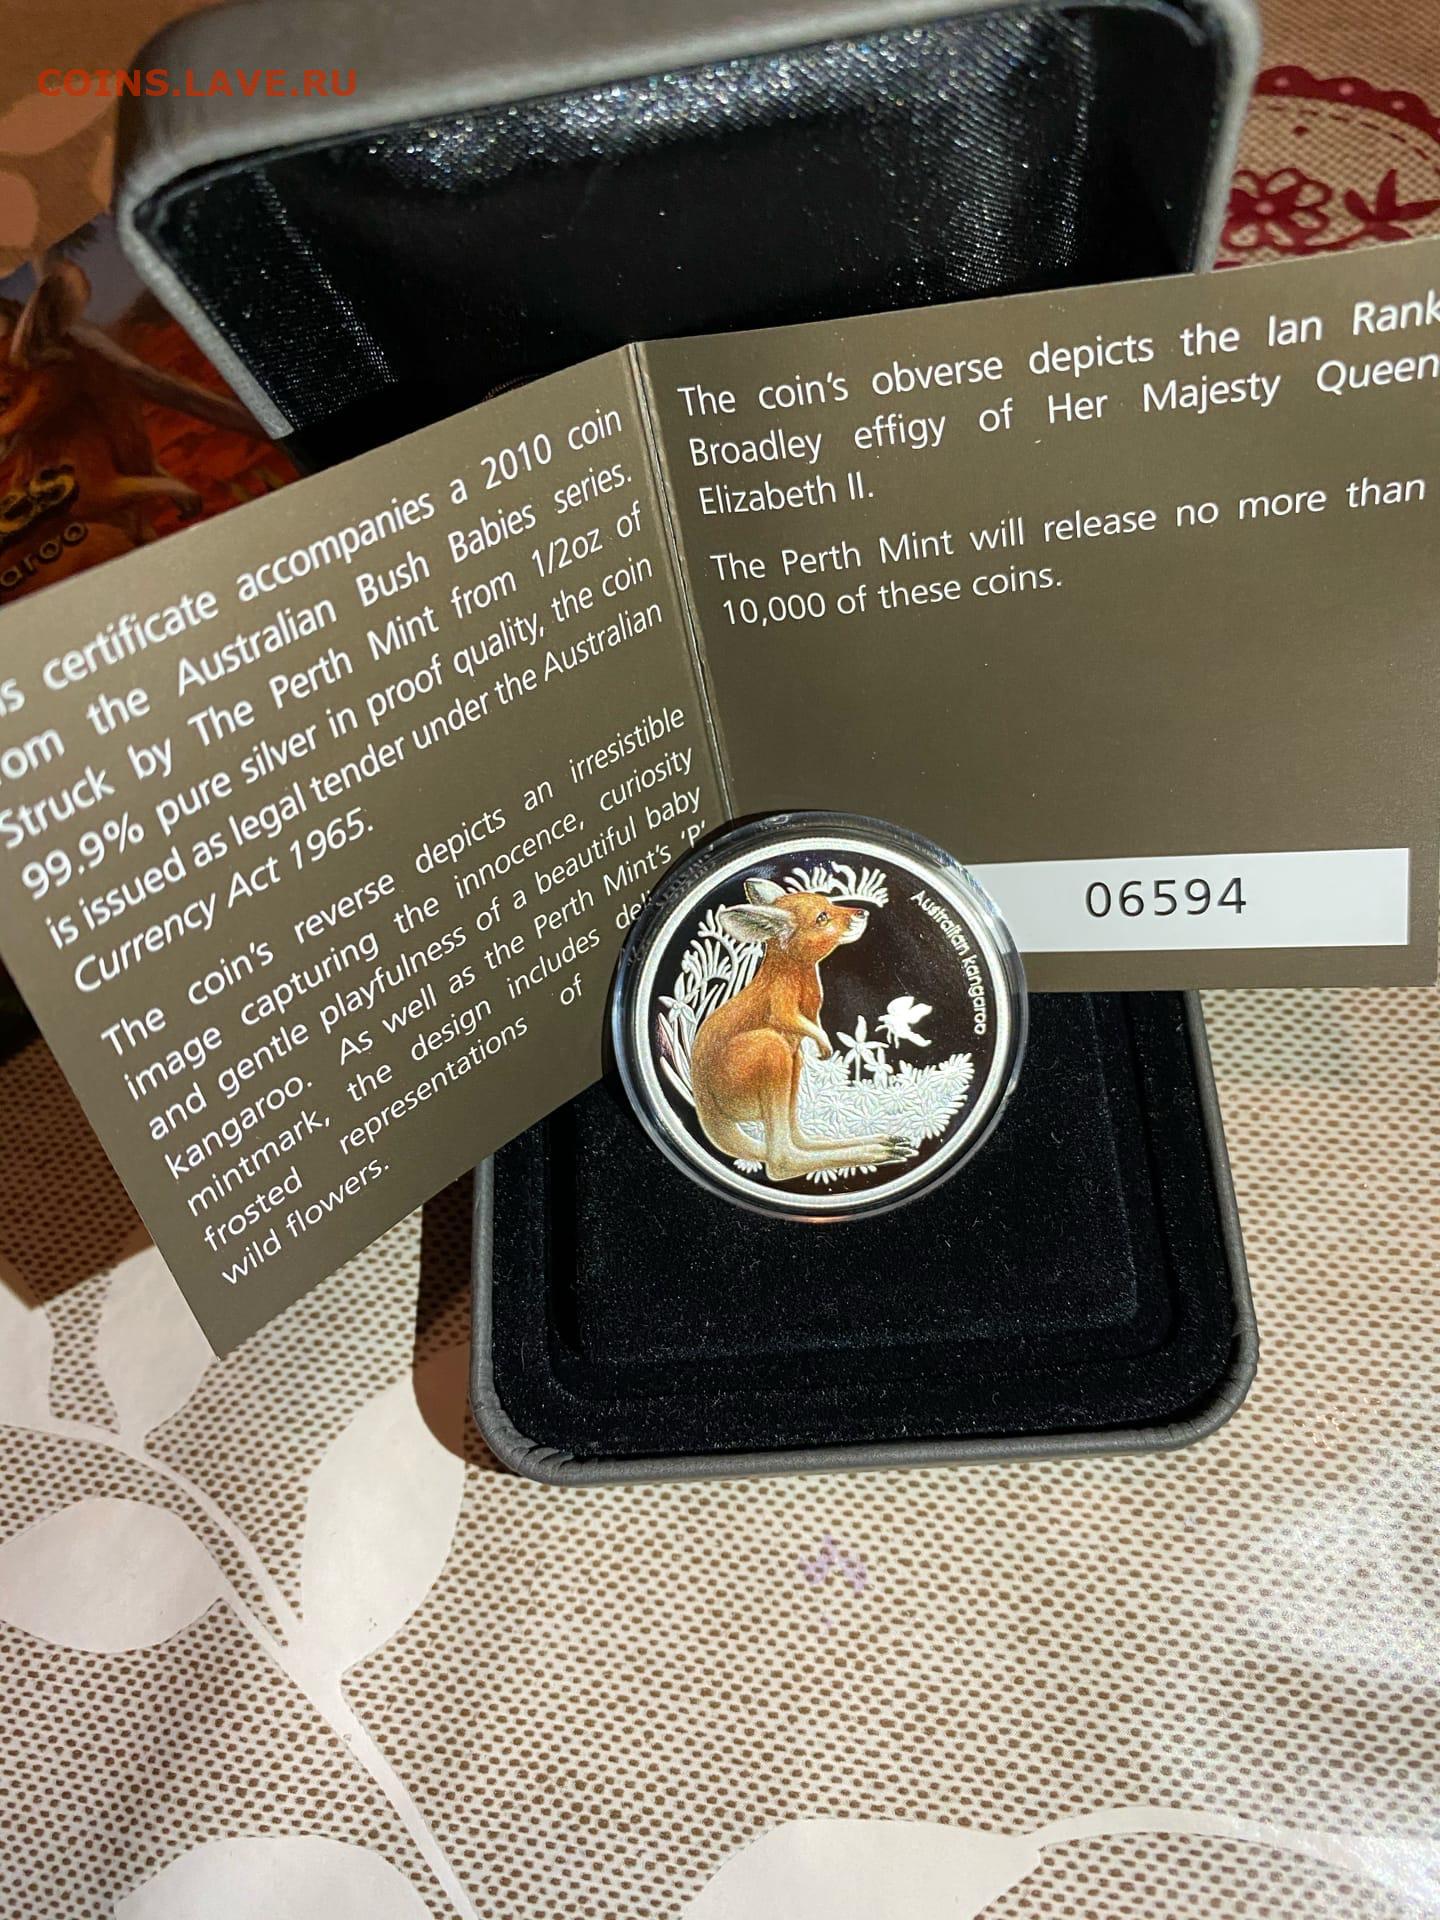 COINS.LAVE.RU
certificate accompanies a 2010 coin
the Australian Bush Babies series.
Struck by The Perth Mint from 1/2oz of
99.9% pure silver in proof quality, the coin
is issued as legal tender under the Australian
Currency Act 1965.
The coin's reverse depicts an irresistible
image capturing the innocence, curiosity
and gentle playfulness of a beautiful baby
kangaroo. As well as the Perth Mint's 'P'
mintmark, the design includes
frosted representations of
wild flowers.
The coin's obverse depicts the Ian Rank
Broadley effigy of Her Majesty Queen
Elizabeth II.
The Perth Mint will release no more than
10,000 of these coins.
06594
Australian kangaroo